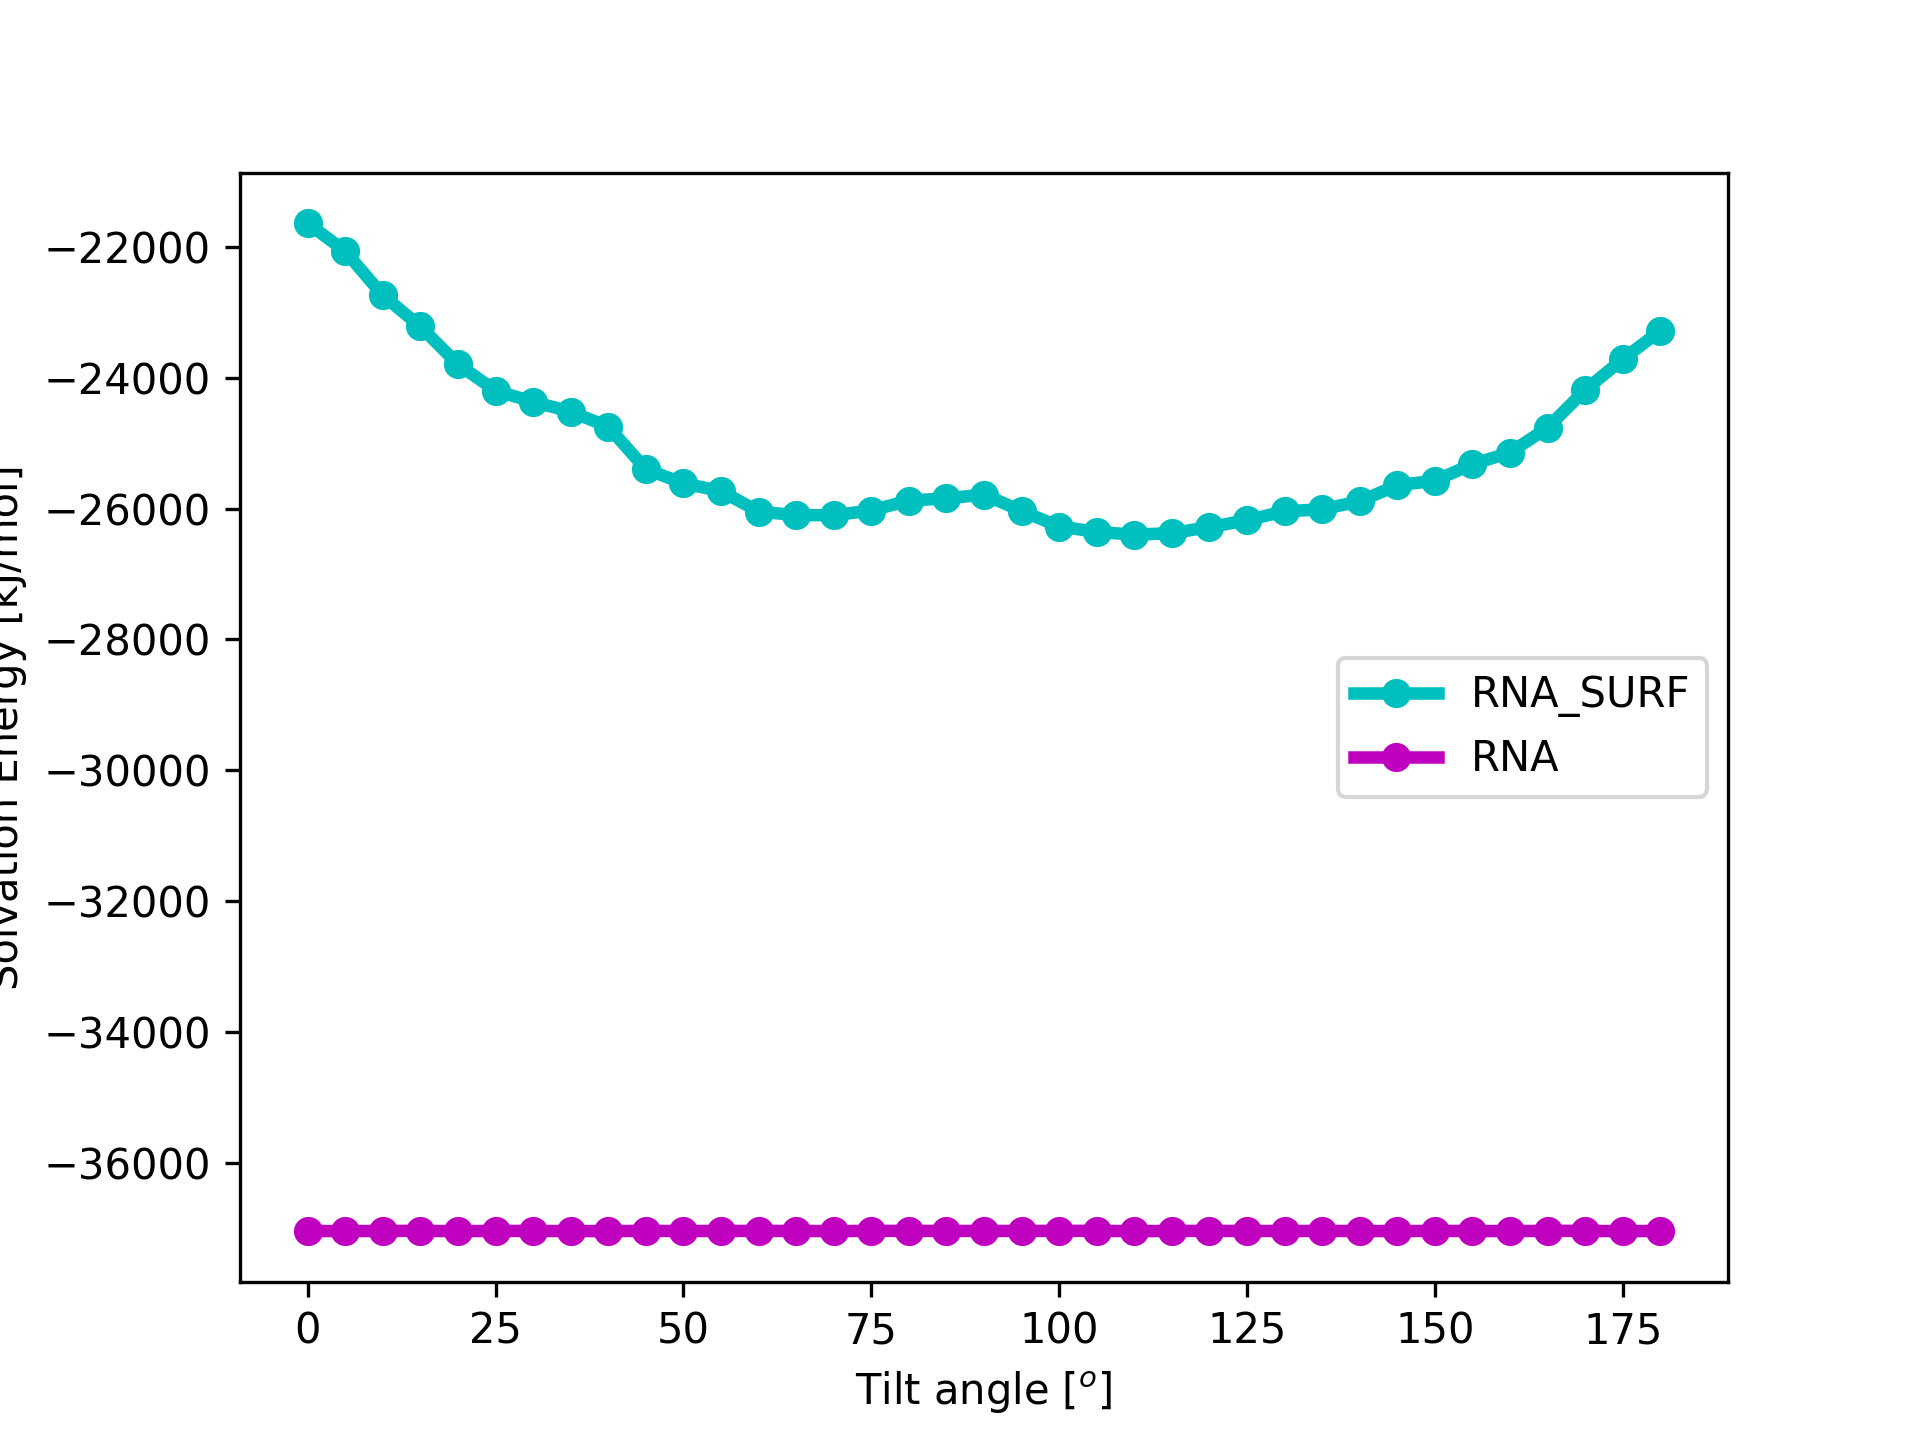 −22000
−24000
−26000
−28000
−30000
−32000
−34000
−36000
Solvation Energy [kJ/mol]
RNA_SURF
RNA
0 25 50 75 100 125 150 175
Tilt angle [°]